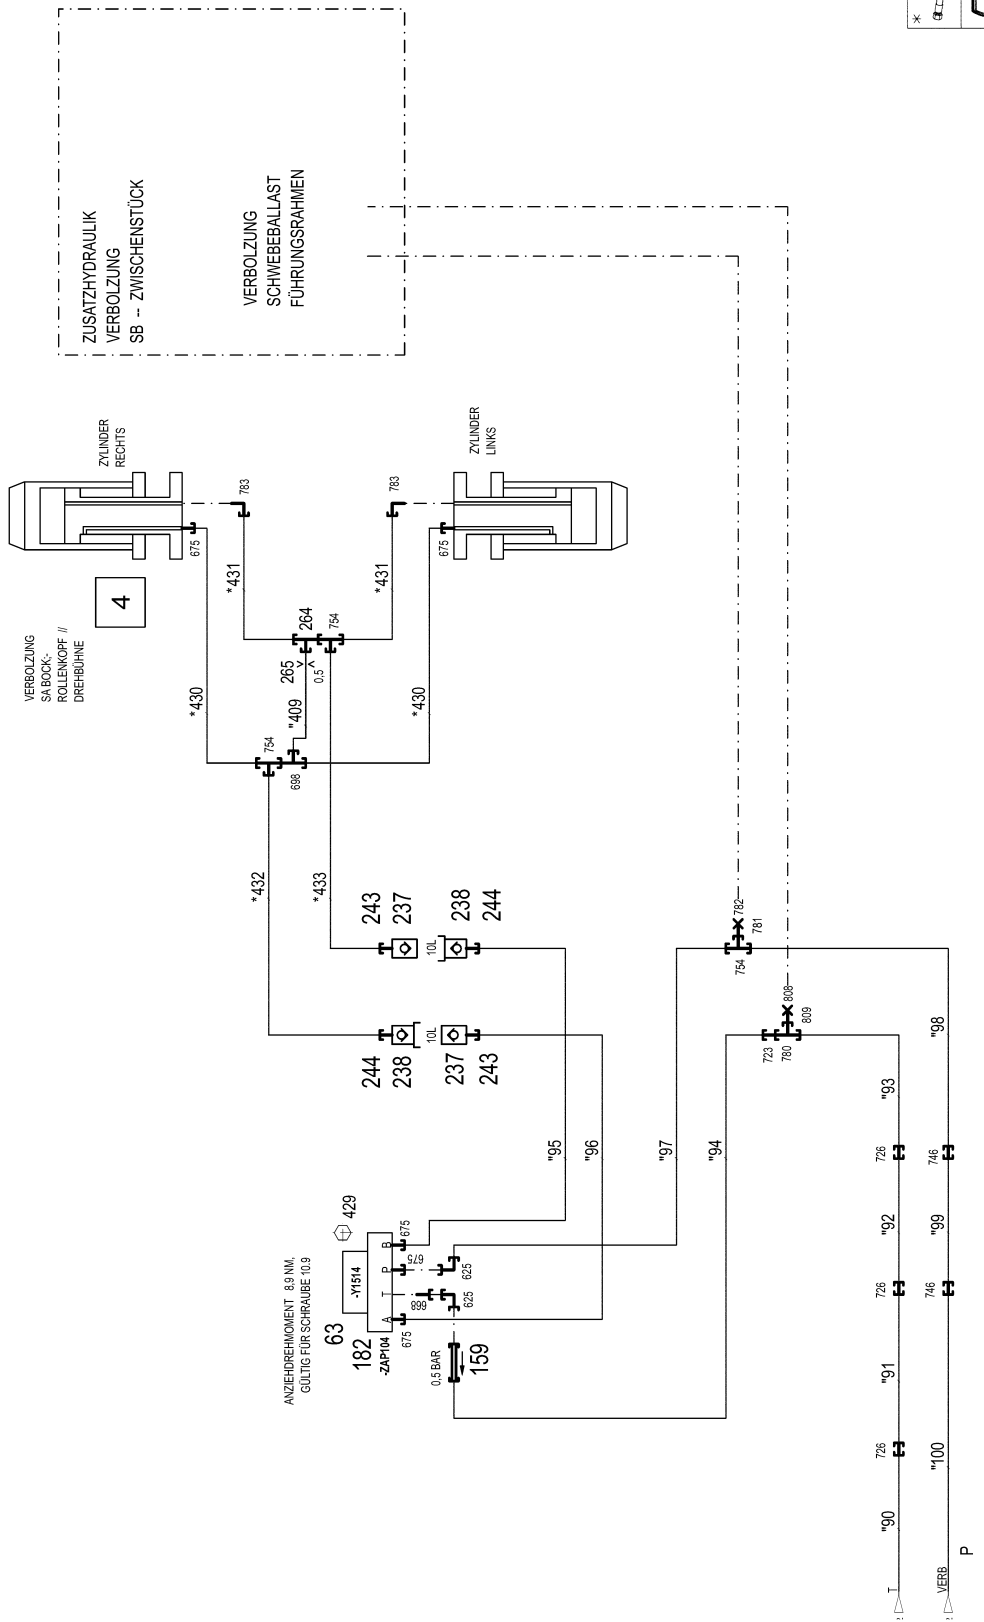 ZUSATZHYDRAULIK
VERBOLZUNG
SB -- ZWISCHENSTÜCK
VERBOLZUNG
SCHWEBEBALLAST
FÜHRUNGSRAHMEN
ZYLINDER
RECHTS
ZYLINDER
LINKS
VERBOLZUNG
SA BOCK;-
ROLLENKOPF //
DREHBÜHNE
4
675
783
783
675
*431
*431
264
754
265
0,5
*430
"409
*430
754
698
*432
*433
243
237
10L
238
244
244
238
10L
237
243
782
781
754
808
809
723
780
"95
"96
"97
"94
"93
"98
ANZIEHDREHMOMENT 8.9 NM,
GÜLTIG FÜR SCHRAUBE 10.9
429
63
182
-Y1514
-ZAP104
A
T
P
B
675
675
668
675
625
625
0,5 BAR
159
726
746
"92
"99
726
746
"91
726
"100
"90
T
VERB
P
*